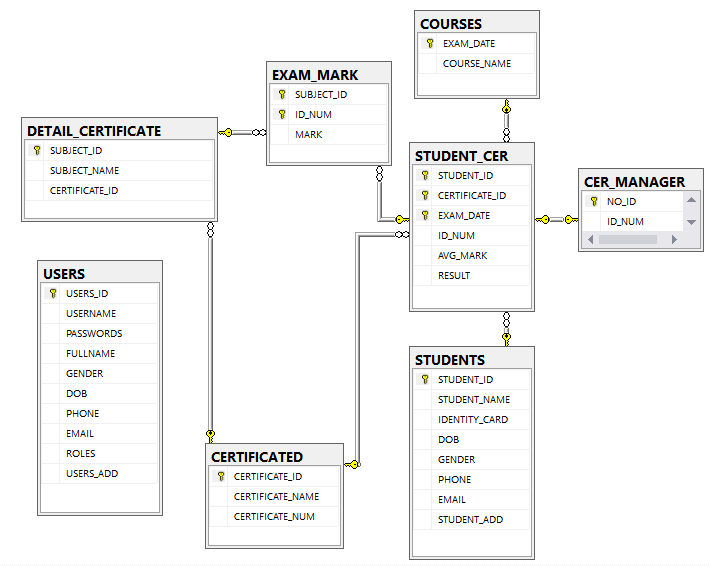 COURSES
EXAM_DATE
COURSE_NAME
EXAM_MARK
SUBJECT_ID
ID_NUM
MARK
DETAIL_CERTIFICATE
SUBJECT_ID
SUBJECT_NAME
CERTIFICATE_ID
STUDENT_CER
STUDENT_ID
CERTIFICATE_ID
EXAM_DATE
ID_NUM
AVG_MARK
RESULT
CER_MANAGER
NO_ID
ID_NUM
USERS
USERS_ID
USERNAME
PASSWORDS
FULLNAME
GENDER
DOB
PHONE
EMAIL
ROLES
USERS_ADD
STUDENTS
STUDENT_ID
STUDENT_NAME
IDENTITY_CARD
DOB
GENDER
PHONE
EMAIL
STUDENT_ADD
CERTIFICATED
CERTIFICATE_ID
CERTIFICATE_NAME
CERTIFICATE_NUM